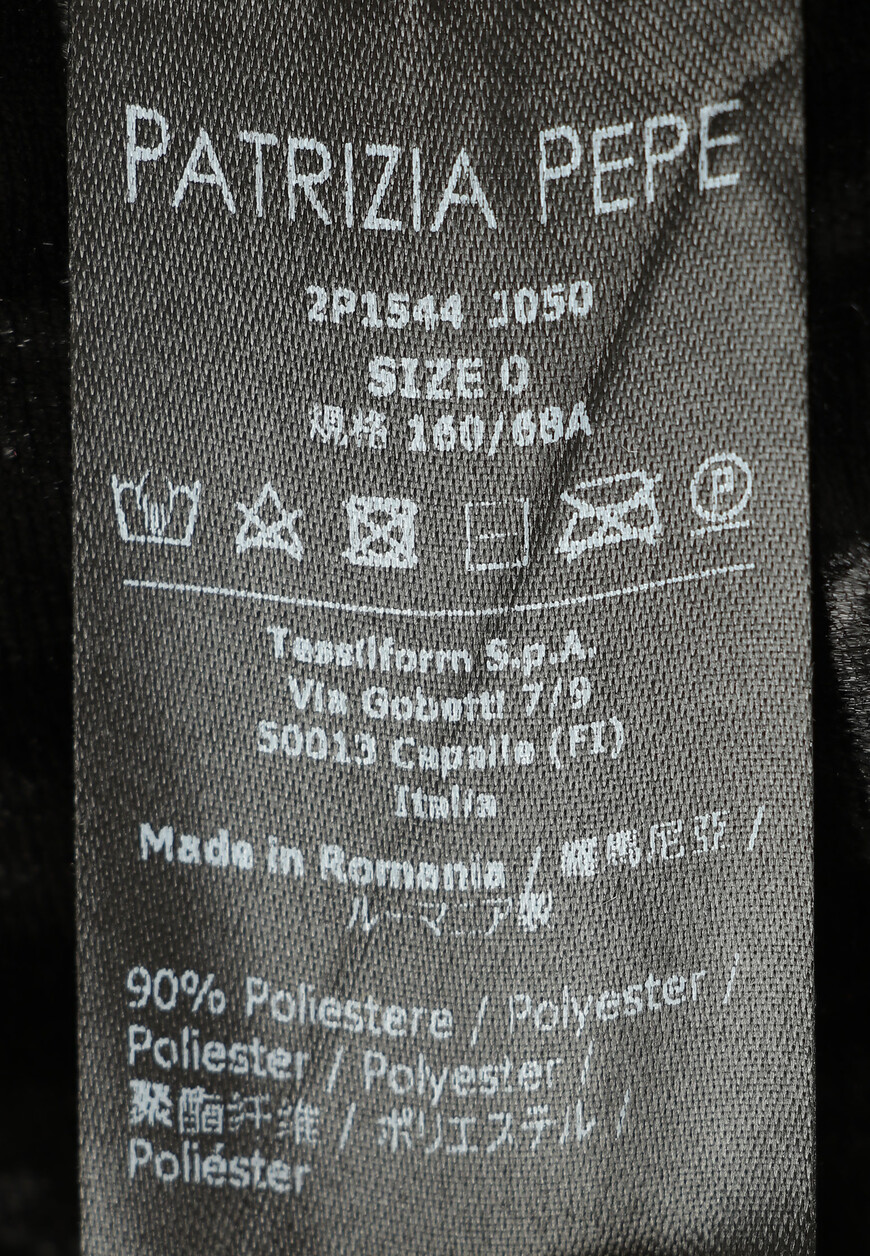 PATRIZIA PEPE
2P1544 J050
SIZE 0
規格 160/68A
P
Tessilform S.p.A.
Via Gobetti 7/9
50013 Capalle (FI)
Italia
Made in Romania / 羅馬尼亞 /
ルーマニア製
90% Poliestere / Polyester /
Poliester / Polyester /
聚酯纤维 / ポリエステル /
Poliéster